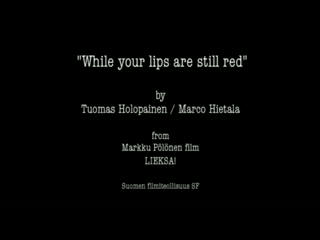 "While your lips are still red"
by
Tuomas Holopainen / Marco Hietala
from
Markku Pölönen film
LIEKSA!
Suomen filmiteollisuus SF